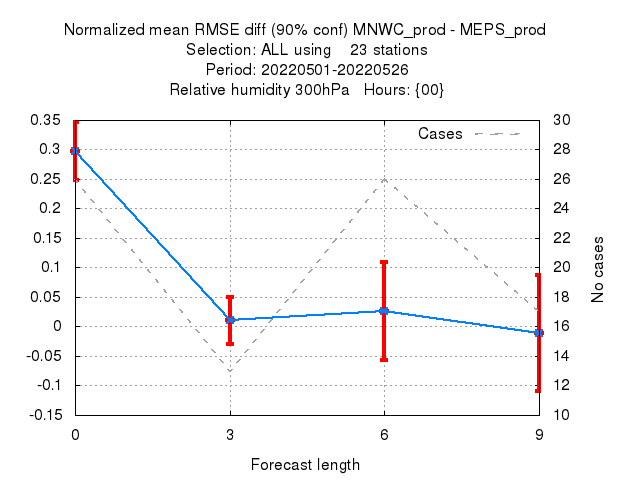 Normalized mean RMSE diff (90% conf) MNWC_prod - MEPS_prod
Selection: ALL using    23 stations
Period: 20220501-20220526
Relative humidity 300hPa   Hours: {00}
Cases
0.35
0.3
0.25
0.2
0.15
0.1
0.05
0
-0.05
-0.1
-0.15
30
28
26
24
22
20
18
16
14
12
10
No cases
0 3 6 9
Forecast length